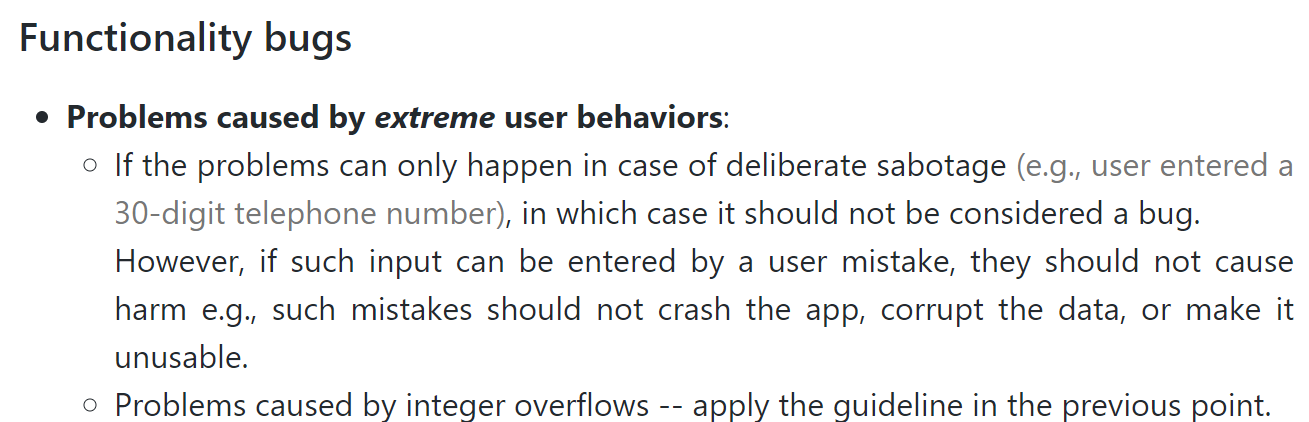 Functionality bugs
• Problems caused by extreme user behaviors:
○ If the problems can only happen in case of deliberate sabotage (e.g., user entered a
30-digit telephone number), in which case it should not be considered a bug.
However, if such input can be entered by a user mistake, they should not cause
harm e.g., such mistakes should not crash the app, corrupt the data, or make it
unusable.
○ Problems caused by integer overflows -- apply the guideline in the previous point.